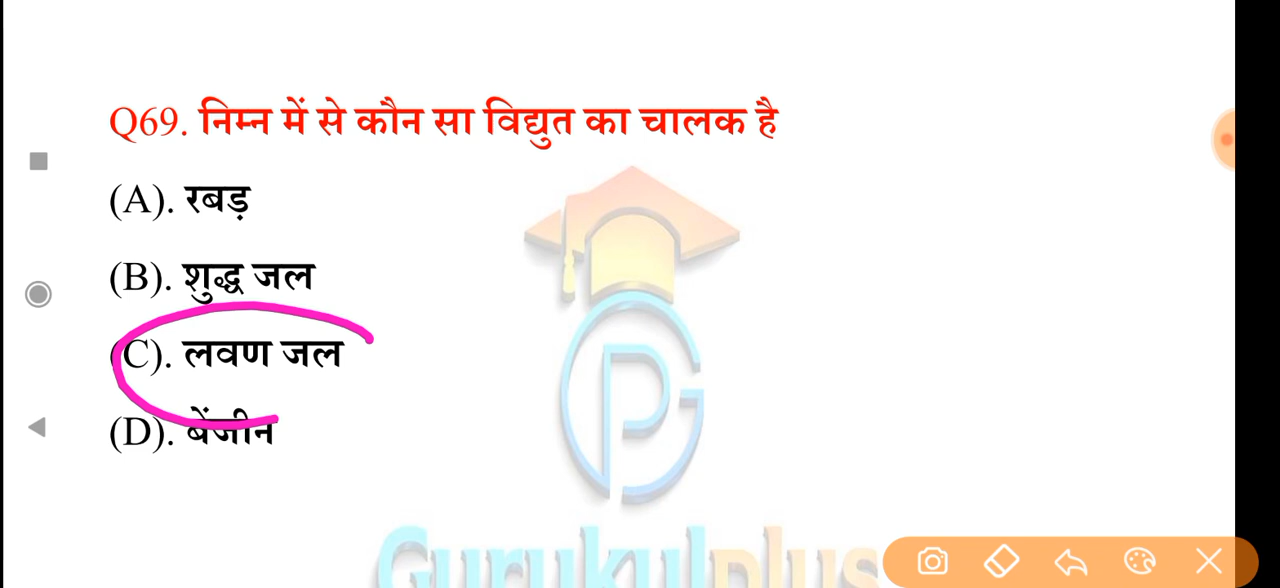 Q69. निम्न में से कौन सा विद्युत का चालक है
(A). रबड़
(B). शुद्ध जल
(C). लवण जल
(D). बेंजीन
Gurukulplus